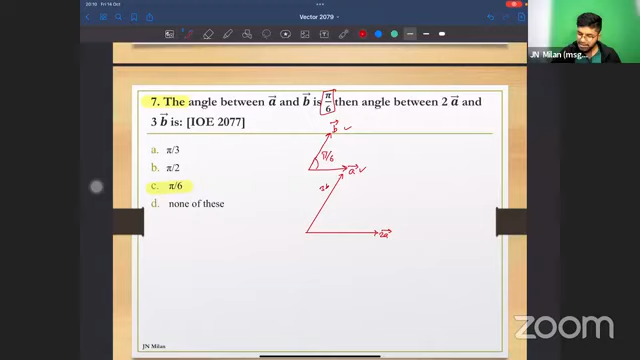 20:10 Fri 14 Oct
Vector 2079
JN Milan (msg...
7. The angle between a⃗ and b⃗ is π/6 then angle between 2 a⃗ and
3 b⃗ is: [IOE 2077]
a. π/3
b. π/2
c. π/6
d. none of these
b⃗ ✓
π/6
a⃗ ✓
3b
2a⃗
JN Milan
zoom